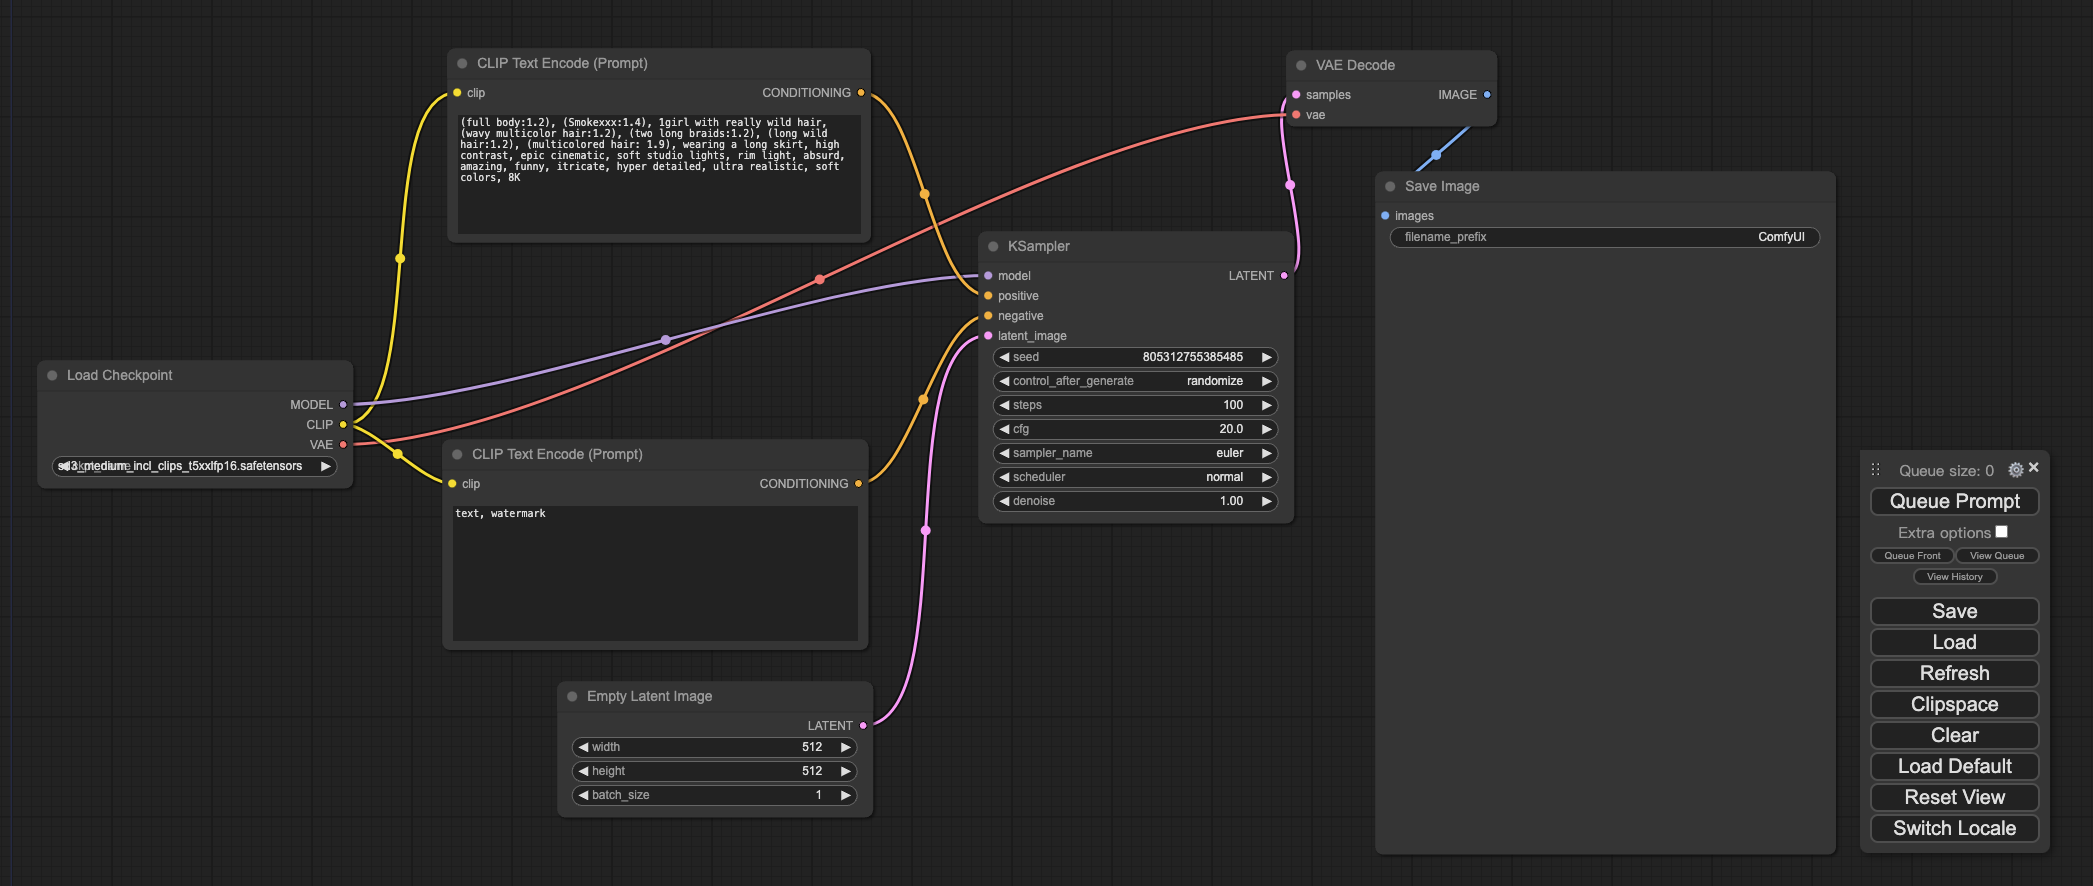 CLIP Text Encode (Prompt)
clip
CONDITIONING
(full body:1.2), (Smokexxx:1.4), 1girl with really wild hair,
(wavy multicolor hair:1.2), (two long braids:1.2), (long wild
hair:1.2), (multicolored hair: 1.9), wearing a long skirt, high
contrast, epic cinematic, soft studio lights, rim light, absurd,
amazing, funny, itricate, hyper detailed, ultra realistic, soft
colors, 8K
VAE Decode
samples
IMAGE
vae
Save Image
images
filename_prefix
ComfyUI
KSampler
model
LATENT
positive
negative
latent_image
seed
805312755385485
control_after_generate
randomize
steps
100
cfg
20.0
sampler_name
euler
scheduler
normal
denoise
1.00
Load Checkpoint
MODEL
CLIP
VAE
sd3_medium_incl_clips_t5xxlfp16.safetensors
CLIP Text Encode (Prompt)
clip
CONDITIONING
text, watermark
Empty Latent Image
LATENT
width
512
height
512
batch_size
1
Queue size: 0
Queue Prompt
Extra options
Queue Front
View Queue
View History
Save
Load
Refresh
Clipspace
Clear
Load Default
Reset View
Switch Locale